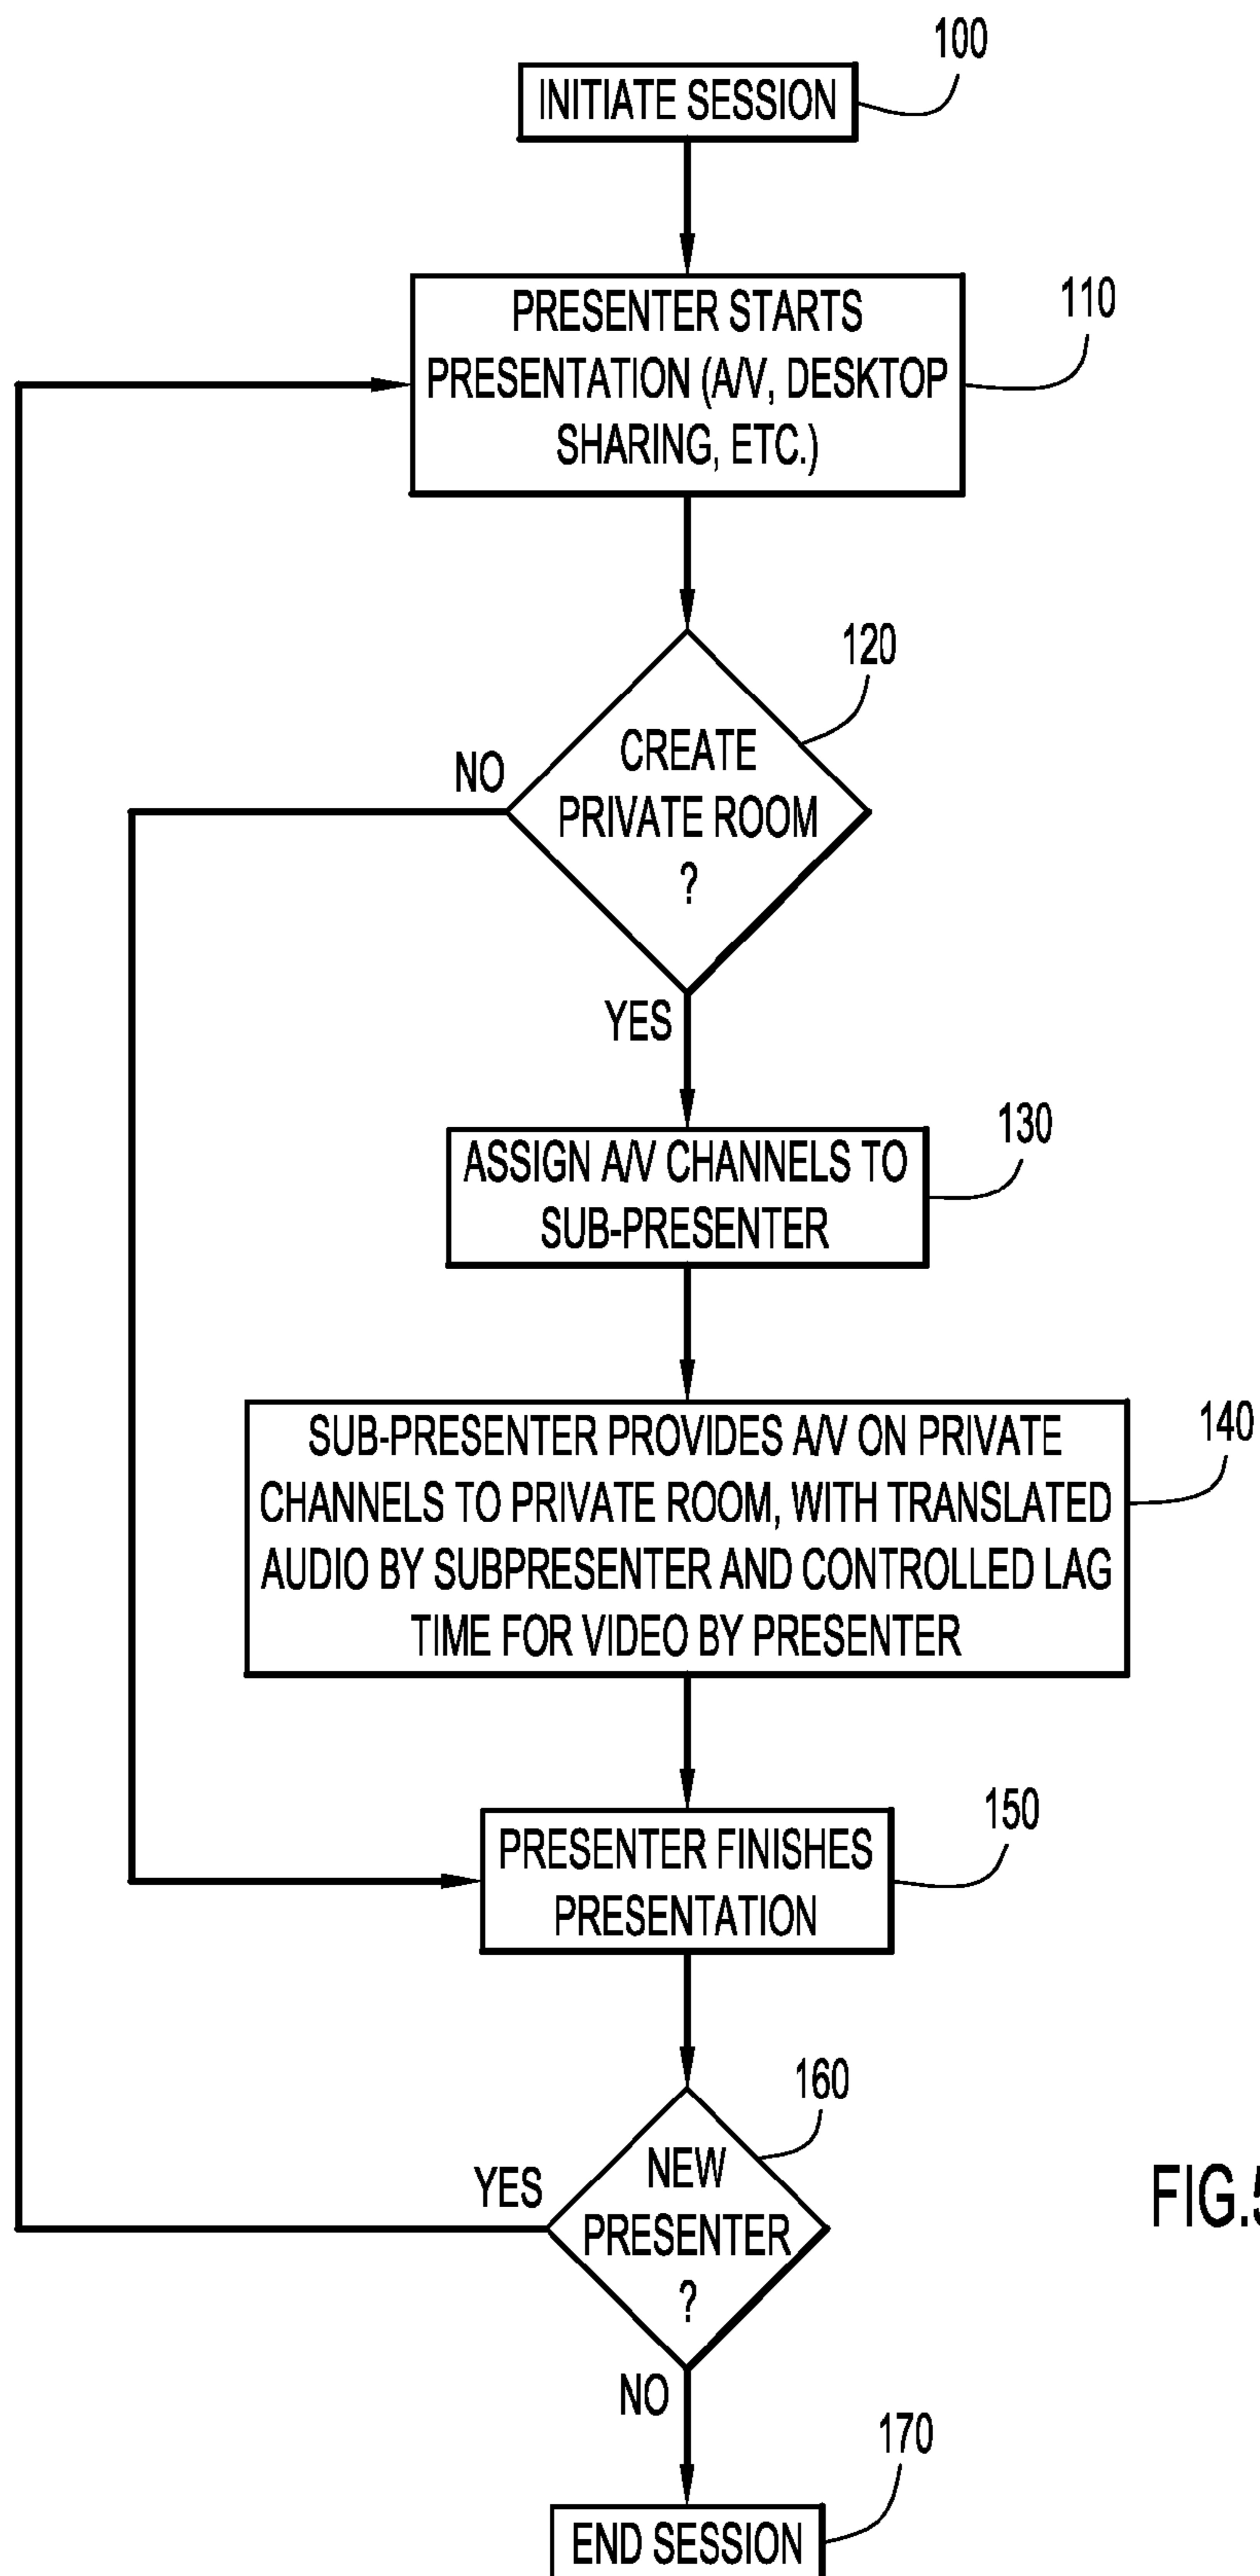 100
INITIATE SESSION
110
PRESENTER STARTS
PRESENTATION (A/V, DESKTOP
SHARING, ETC.)
120
CREATE
PRIVATE ROOM
?
NO
YES
130
ASSIGN A/V CHANNELS TO
SUB-PRESENTER
140
SUB-PRESENTER PROVIDES A/V ON PRIVATE
CHANNELS TO PRIVATE ROOM, WITH TRANSLATED
AUDIO BY SUBPRESENTER AND CONTROLLED LAG
TIME FOR VIDEO BY PRESENTER
150
PRESENTER FINISHES
PRESENTATION
160
NEW
PRESENTER
?
YES
NO
FIG.5
170
END SESSION